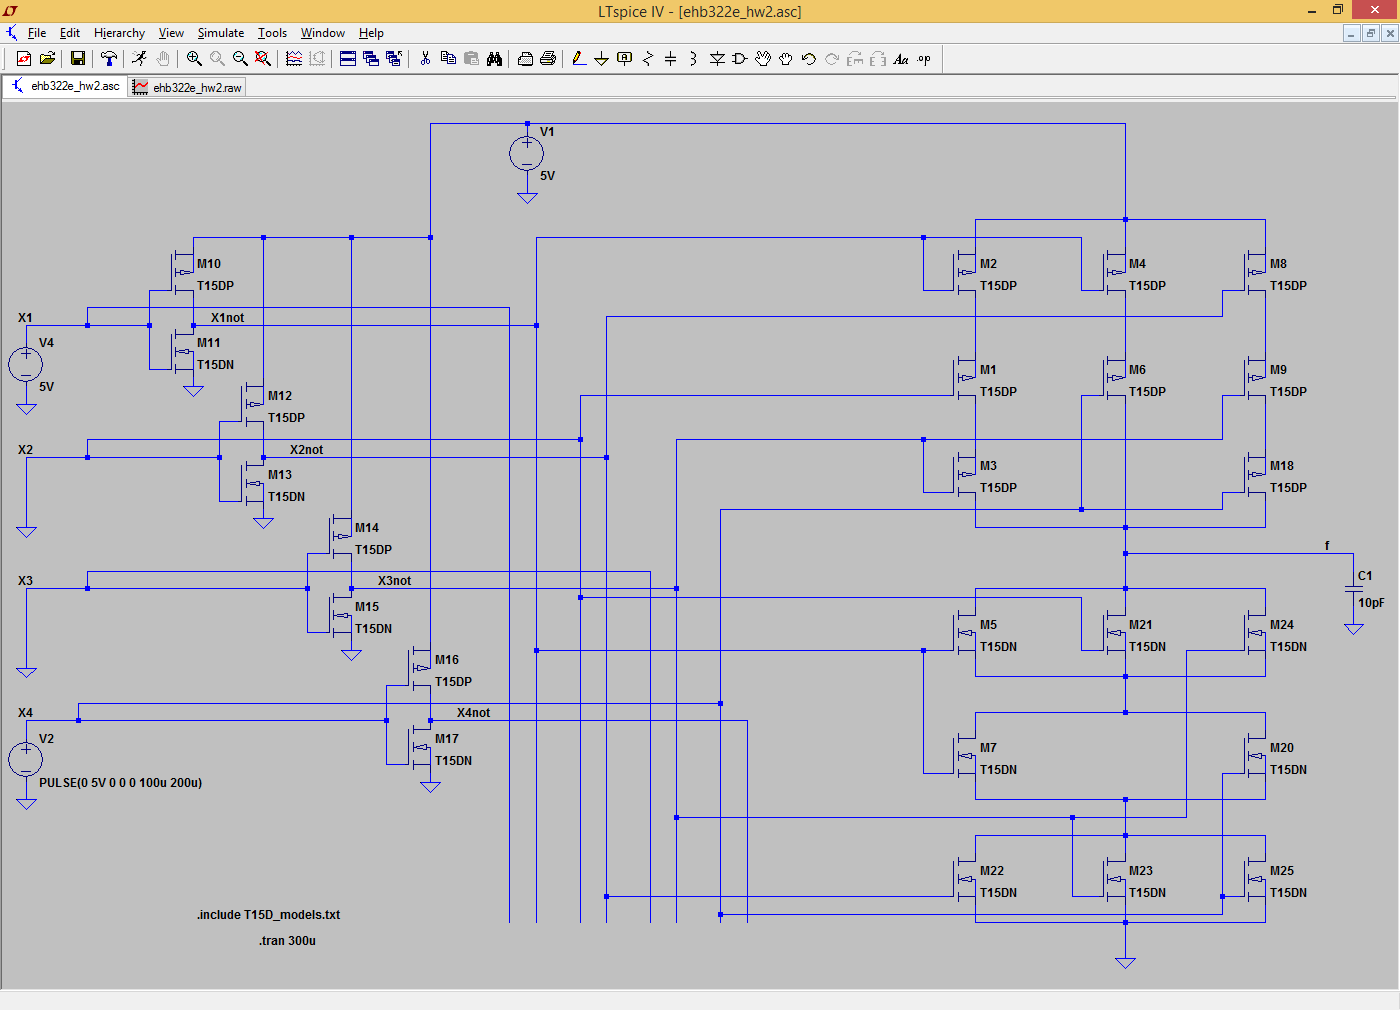 LTspice IV - [ehb322e_hw2.asc]
File Edit Hierarchy View Simulate Tools Window Help
Aa .op
ehb322e_hw2.asc ehb322e_hw2.raw
V1
5V
M10
T15DP
M2
T15DP
M4
T15DP
M8
T15DP
X1
X1not
V4
5V
M11
T15DN
M12
T15DP
M1
T15DP
M6
T15DP
M9
T15DP
X2
X2not
M13
T15DN
M3
T15DP
M18
T15DP
M14
T15DP
f
C1
10pF
X3
X3not
M15
T15DN
M5
T15DN
M21
T15DN
M24
T15DN
M16
T15DP
X4
X4not
V2
PULSE(0 5V 0 0 0 100u 200u)
M17
T15DN
M7
T15DN
M20
T15DN
M22
T15DN
M23
T15DN
M25
T15DN
.include T15D_models.txt
.tran 300u